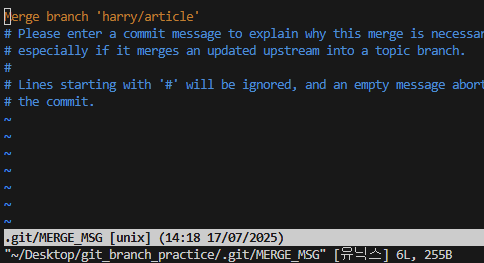 Merge branch 'harry/article'
# Please enter a commit message to explain why this merge is necessar
# especially if it merges an updated upstream into a topic branch.
#
# Lines starting with '#' will be ignored, and an empty message abort
# the commit.
~
~
~
~
~
~
~
.git/MERGE_MSG [unix] (14:18 17/07/2025)
"~/Desktop/git_branch_practice/.git/MERGE_MSG" [유닉스] 6L, 255B